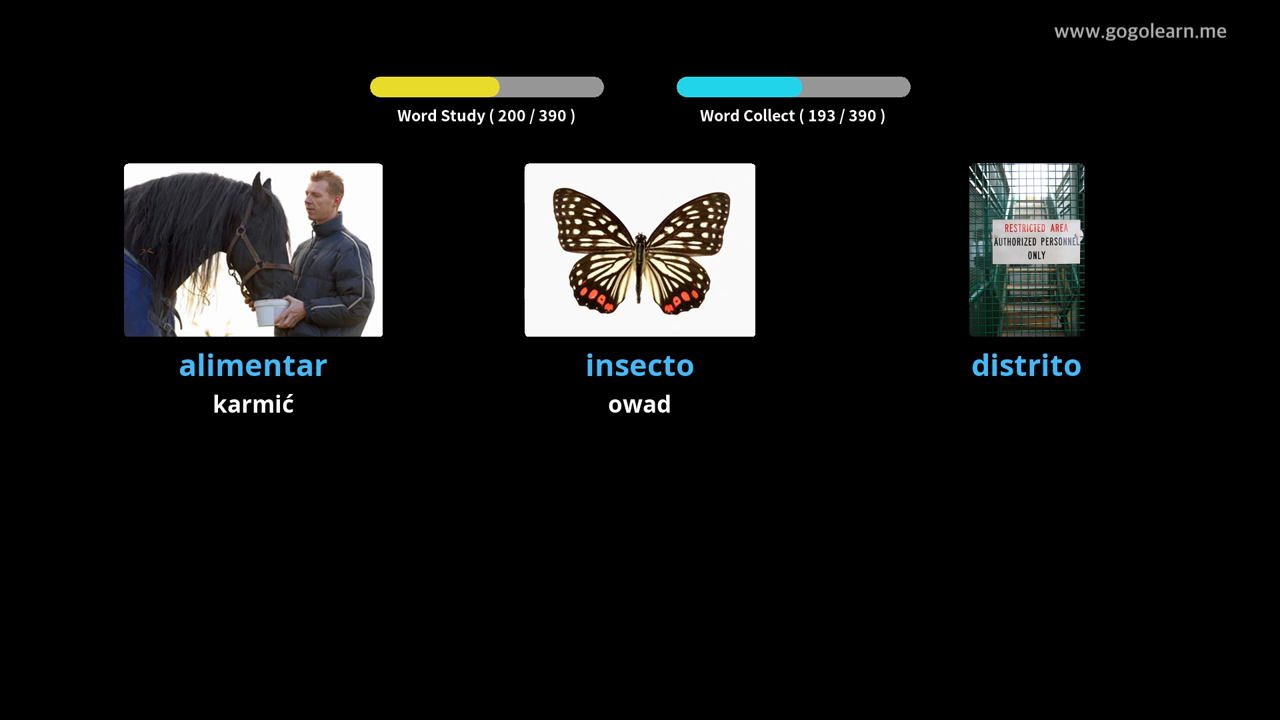 www.gogolearn.me
Word Study ( 200 / 390 )
Word Collect ( 193 / 390 )
RESTRICTED AREA
AUTHORIZED PERSONNEL
ONLY
alimentar
insecto
distrito
karmić
owad